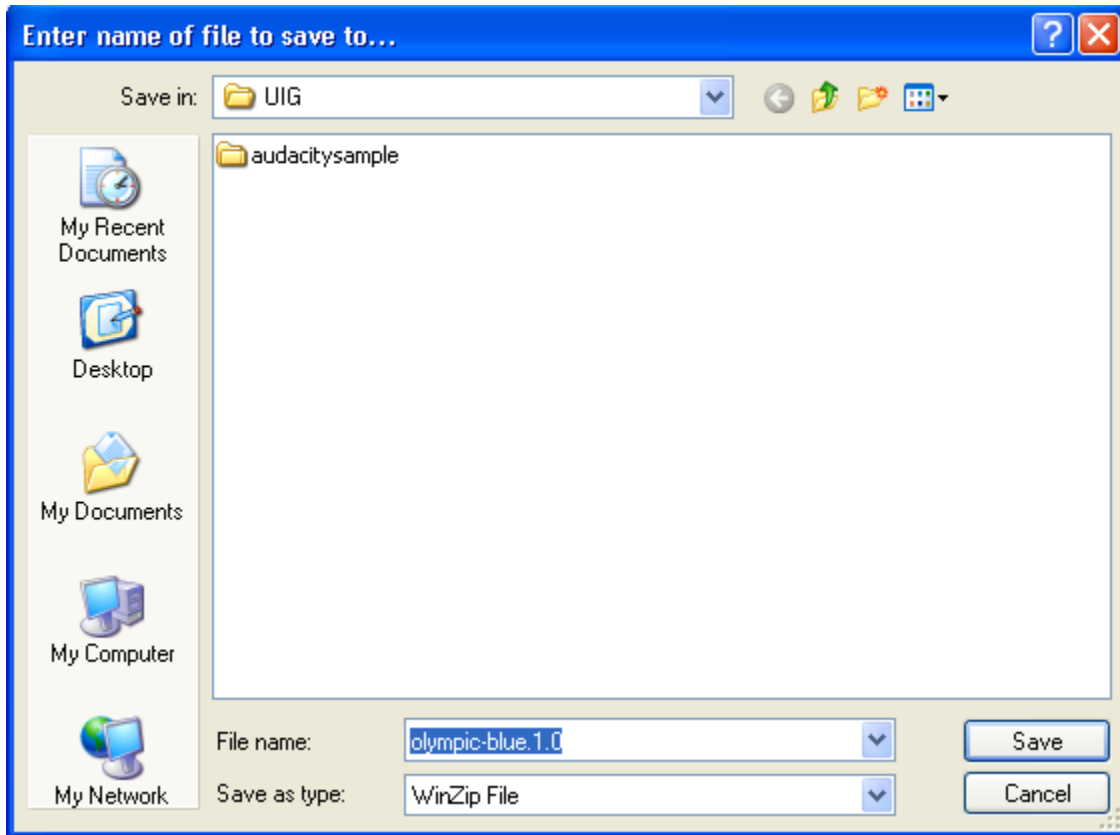 Enter name of file to save to...
Save in:
UIG
audacitysample
My Recent
Documents
Desktop
My Documents
My Computer
My Network
File name:
olympic-blue.1.0
Save
Save as type:
WinZip File
Cancel